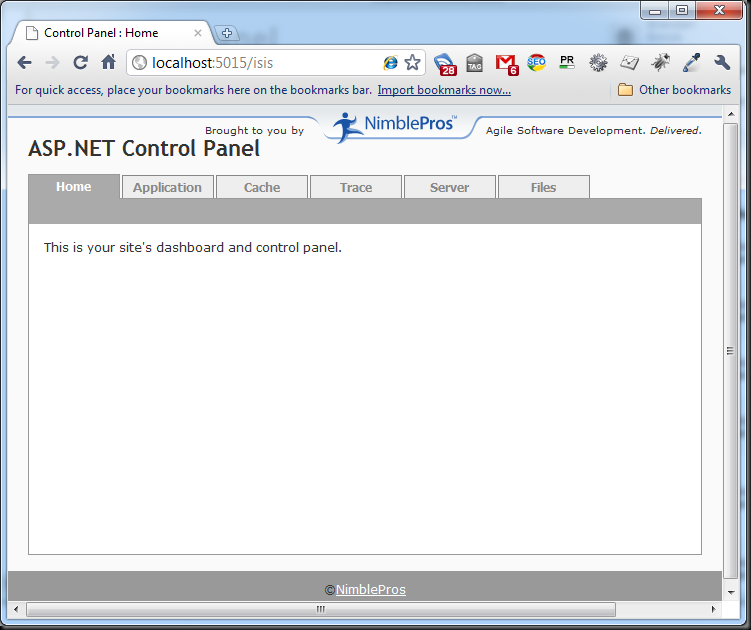 Control Panel : Home
localhost:5015/isis
28
TAG
6
SEO
PR
For quick access, place your bookmarks here on the bookmarks bar. Import bookmarks now...
Other bookmarks
Brought to you by
NimblePros™
Agile Software Development. Delivered.
ASP.NET Control Panel
Home
Application
Cache
Trace
Server
Files
This is your site's dashboard and control panel.
©NimblePros